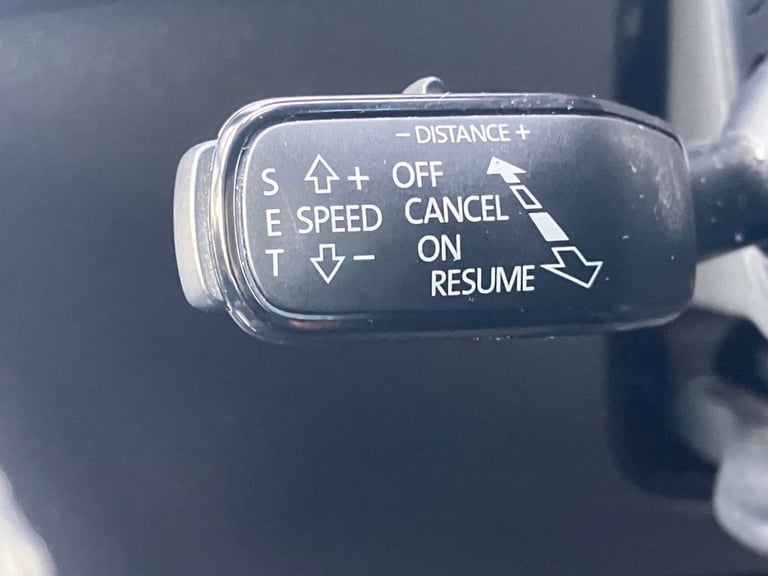 − DISTANCE +
S + OFF
E SPEED CANCEL
T − ON
RESUME